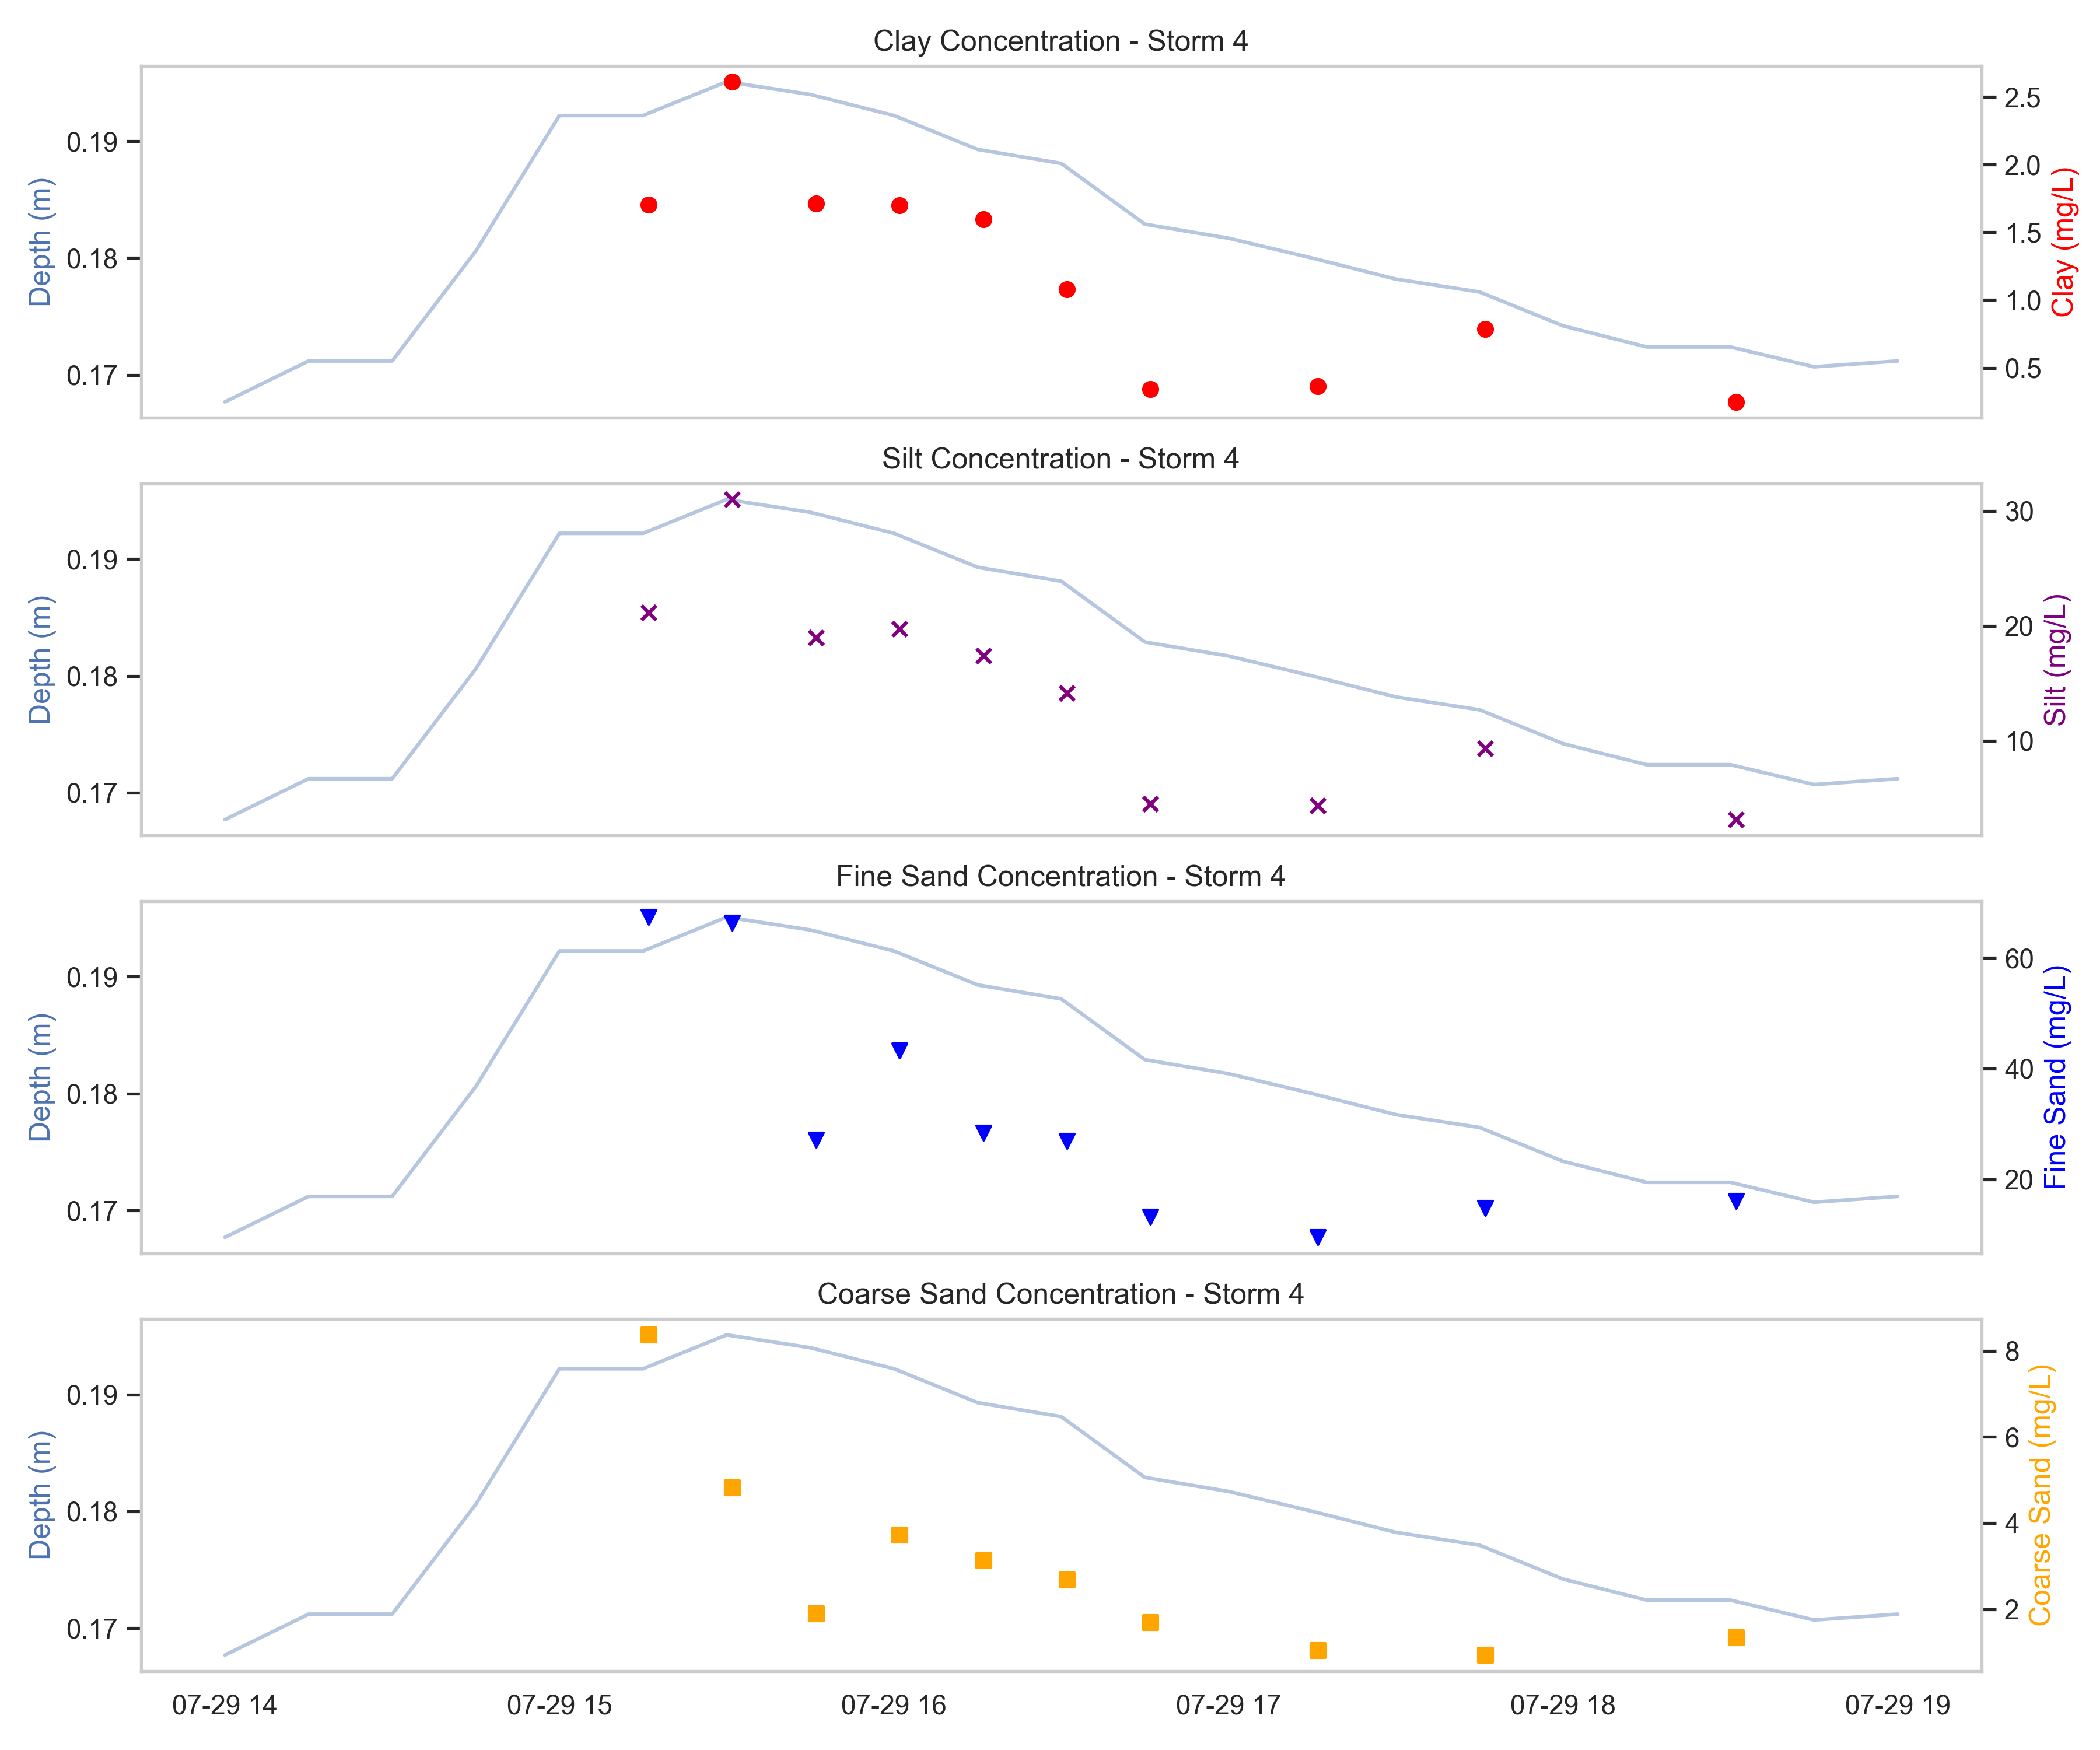 Clay Concentration - Storm 4
0.19
0.18
0.17
Depth (m)
2.5
2.0
1.5
1.0
0.5
Clay (mg/L)
Silt Concentration - Storm 4
0.19
0.18
0.17
Depth (m)
30
20
10
Silt (mg/L)
Fine Sand Concentration - Storm 4
0.19
0.18
0.17
Depth (m)
60
40
20
Fine Sand (mg/L)
Coarse Sand Concentration - Storm 4
0.19
0.18
0.17
Depth (m)
8
6
4
2
Coarse Sand (mg/L)
07-29 14
07-29 15
07-29 16
07-29 17
07-29 18
07-29 19